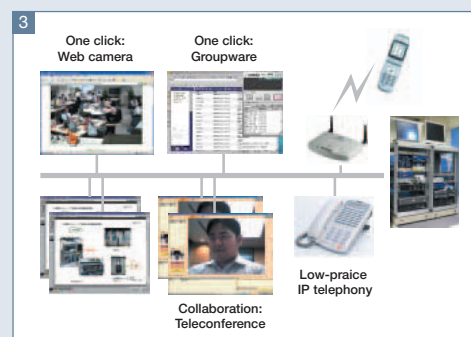 3
One click:
Web camera
One click:
Groupware
Low-praice
IP telephony
Collaboration:
Teleconference